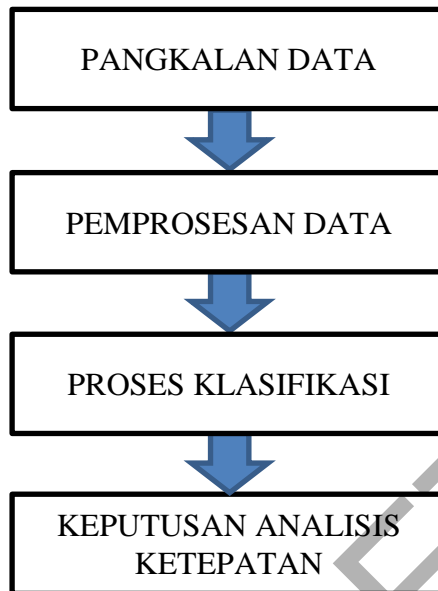 PANGKALAN DATA
PEMPROSESAN DATA
PROSES KLASIFIKASI
KEPUTUSAN ANALISIS
KETEPATAN